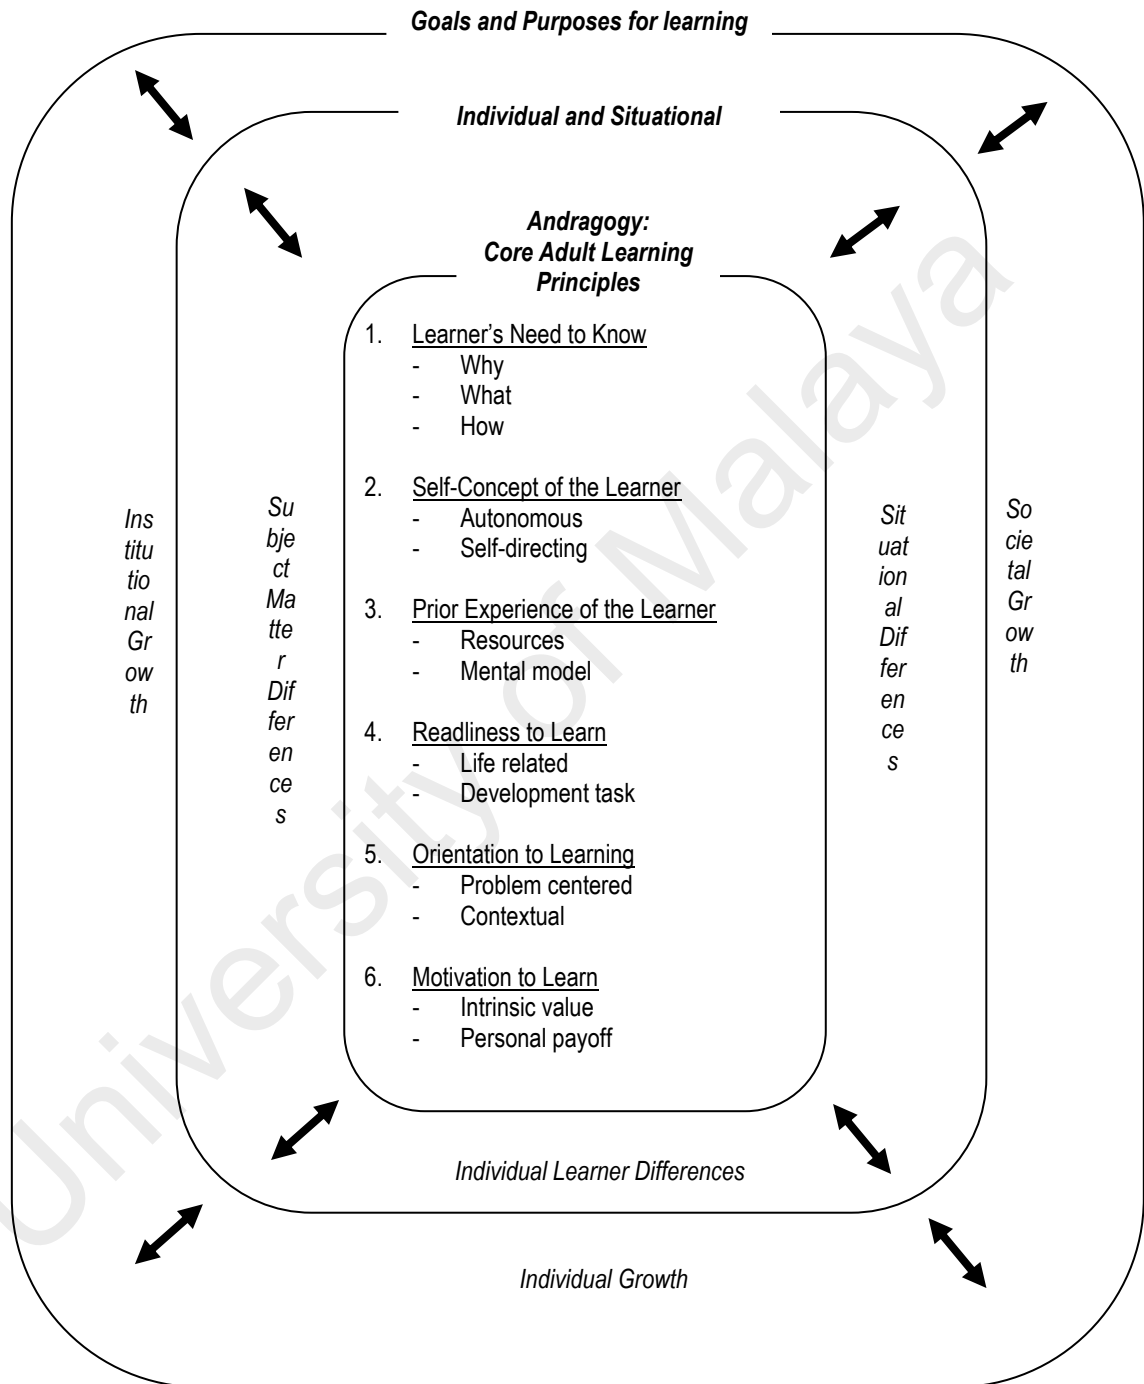 Goals and Purposes for learning
Individual and Situational
Andragogy:
Core Adult Learning
Principles
1. Learner’s Need to Know
- Why
- What
- How
2. Self-Concept of the Learner
- Autonomous
- Self-directing
3. Prior Experience of the Learner
- Resources
- Mental model
4. Readliness to Learn
- Life related
- Development task
5. Orientation to Learning
- Problem centered
- Contextual
6. Motivation to Learn
- Intrinsic value
- Personal payoff
Ins
titu
tio
nal
Gr
ow
th
Su
bje
ct
Ma
tte
r
Dif
fer
en
ce
s
Sit
uat
ion
al
Dif
fer
en
ce
s
So
cie
tal
Gr
ow
th
Individual Learner Differences
Individual Growth
University of Malaya